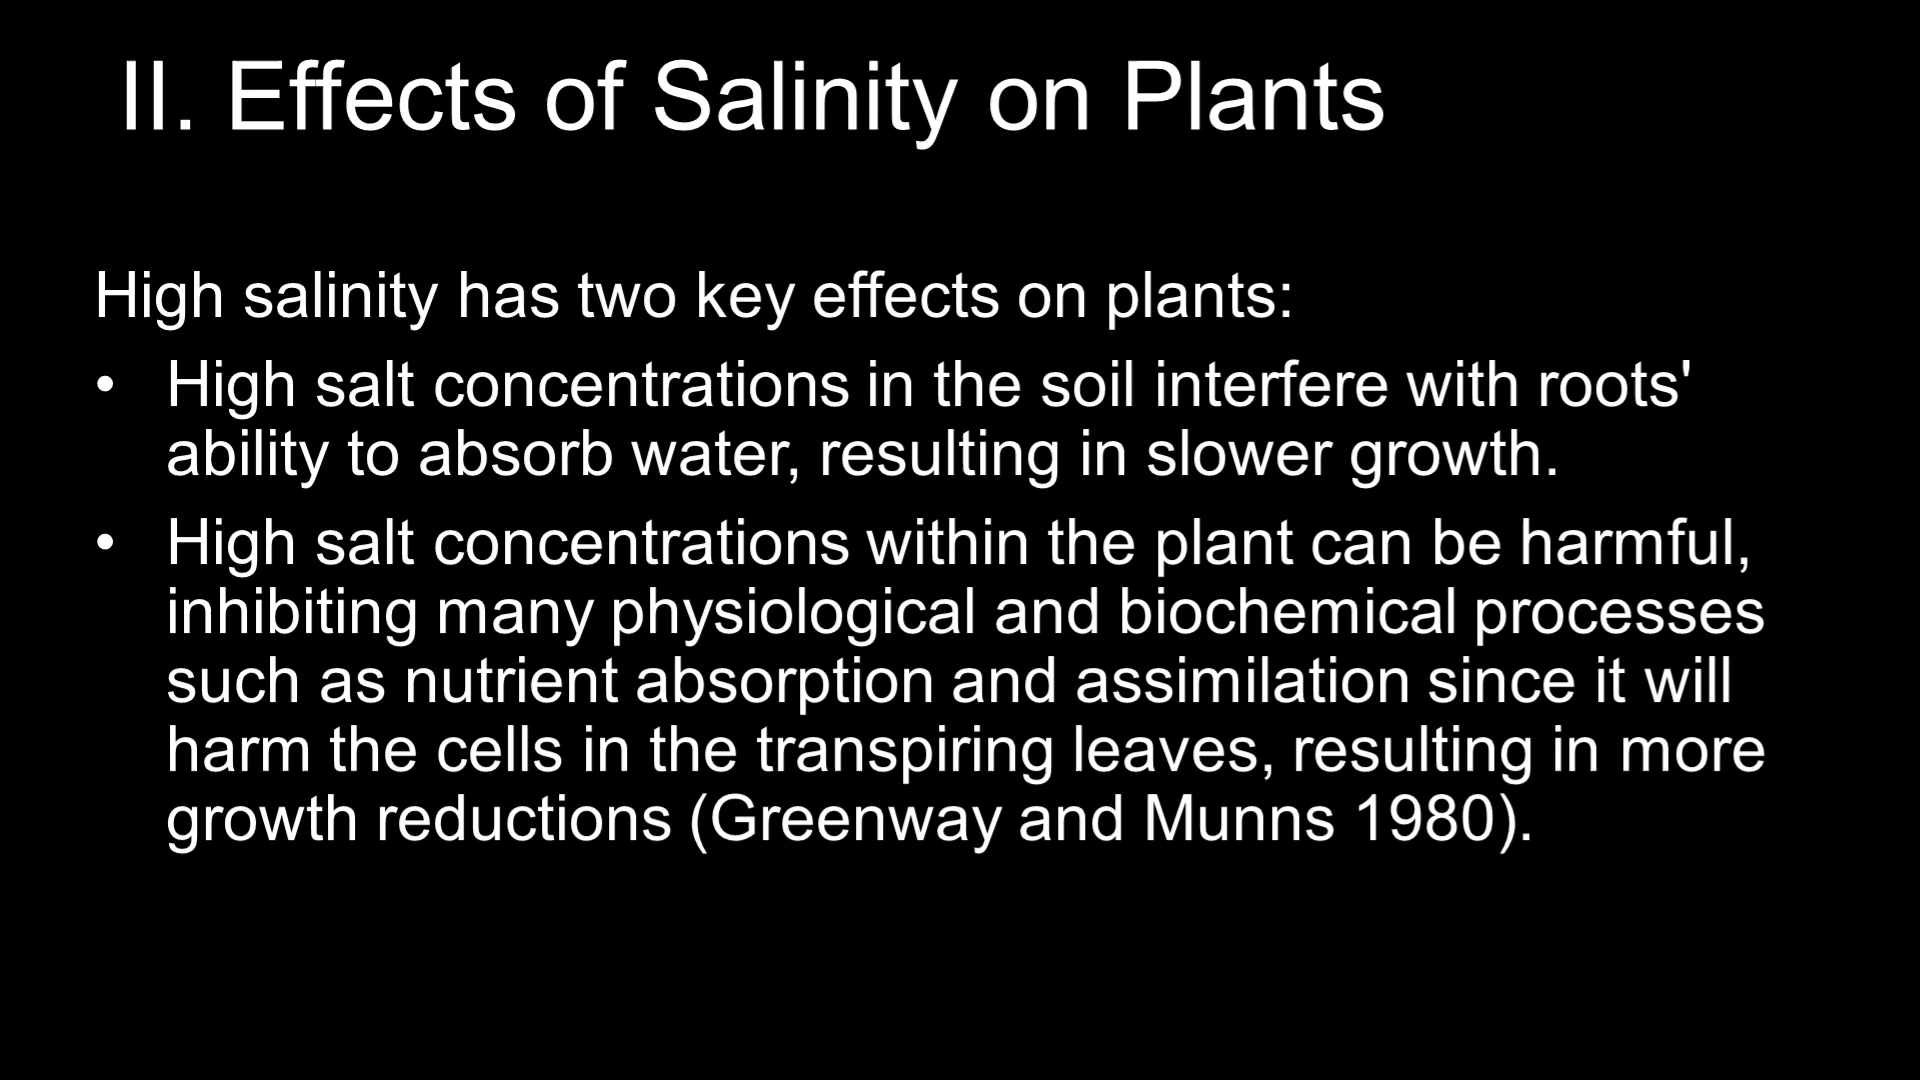 II. Effects of Salinity on Plants
High salinity has two key effects on plants:
• High salt concentrations in the soil interfere with roots'
ability to absorb water, resulting in slower growth.
• High salt concentrations within the plant can be harmful,
inhibiting many physiological and biochemical processes
such as nutrient absorption and assimilation since it will
harm the cells in the transpiring leaves, resulting in more
growth reductions (Greenway and Munns 1980).